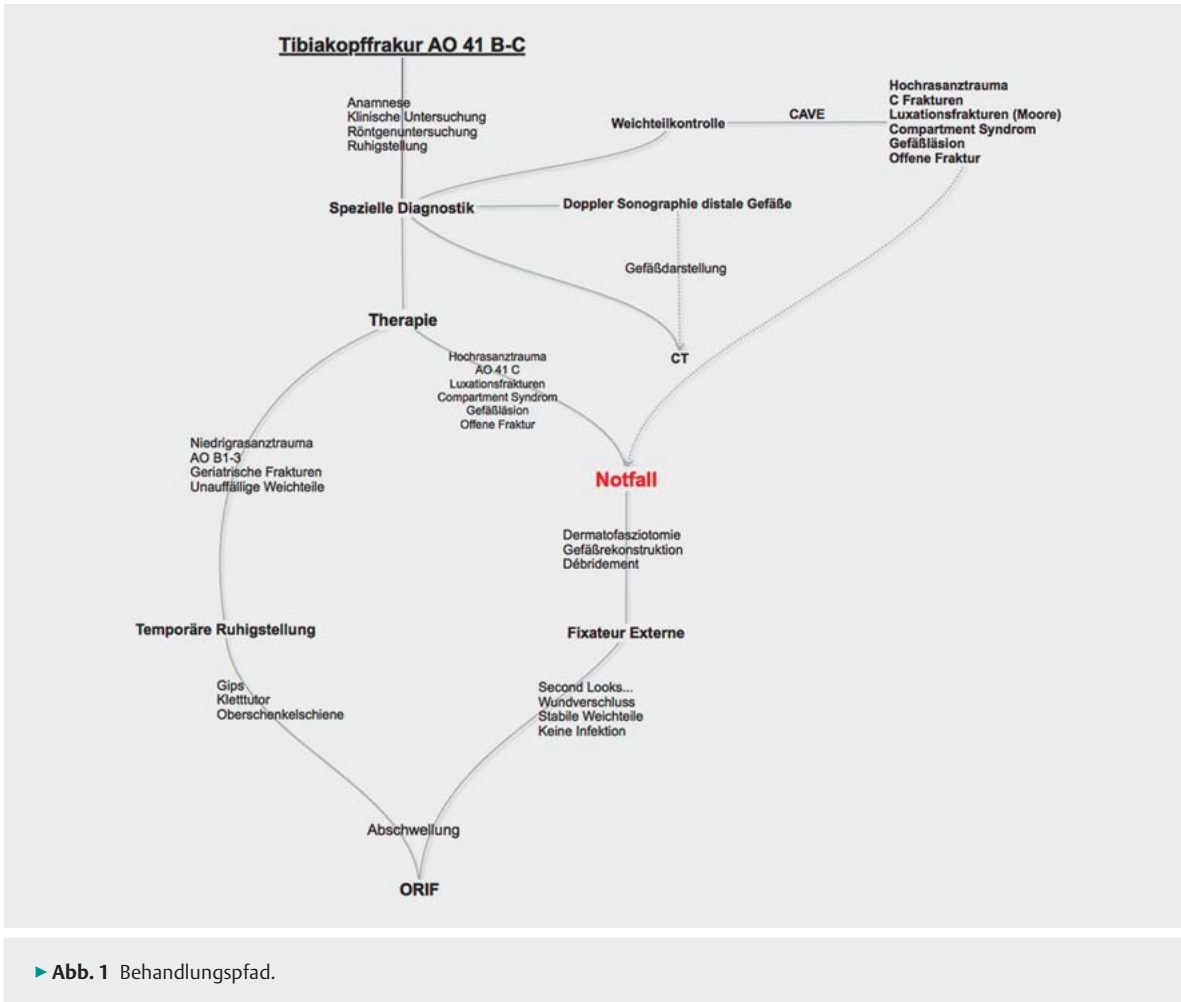 Tibiakopffrakur AO 41 B-C
Anamnese
Klinische Untersuchung
Röntgenuntersuchung
Ruhigstellung
Weichteilkontrolle
CAVE
Hochrasanztrauma
C Frakturen
Luxationsfrakturen (Moore)
Compartment Syndrom
Gefäßläsion
Offene Fraktur
Spezielle Diagnostik
Doppler Sonographie distale Gefäße
Gefäßdarstellung
CT
Therapie
Hochrasanztrauma
AO 41 C
Luxationsfrakturen
Compartment Syndrom
Gefäßläsion
Offene Fraktur
Niedrigrasanztrauma
AO B1-3
Geriatrische Frakturen
Unauffällige Weichteile
Notfall
Dermatofasziotomie
Gefäßrekonstruktion
Débridement
Temporäre Ruhigstellung
Fixateur Externe
Gips
Kletttutor
Oberschenkelschiene
Second Looks...
Wundverschluss
Stabile Weichteile
Keine Infektion
Abschwellung
ORIF
▶ Abb. 1 Behandlungspfad.